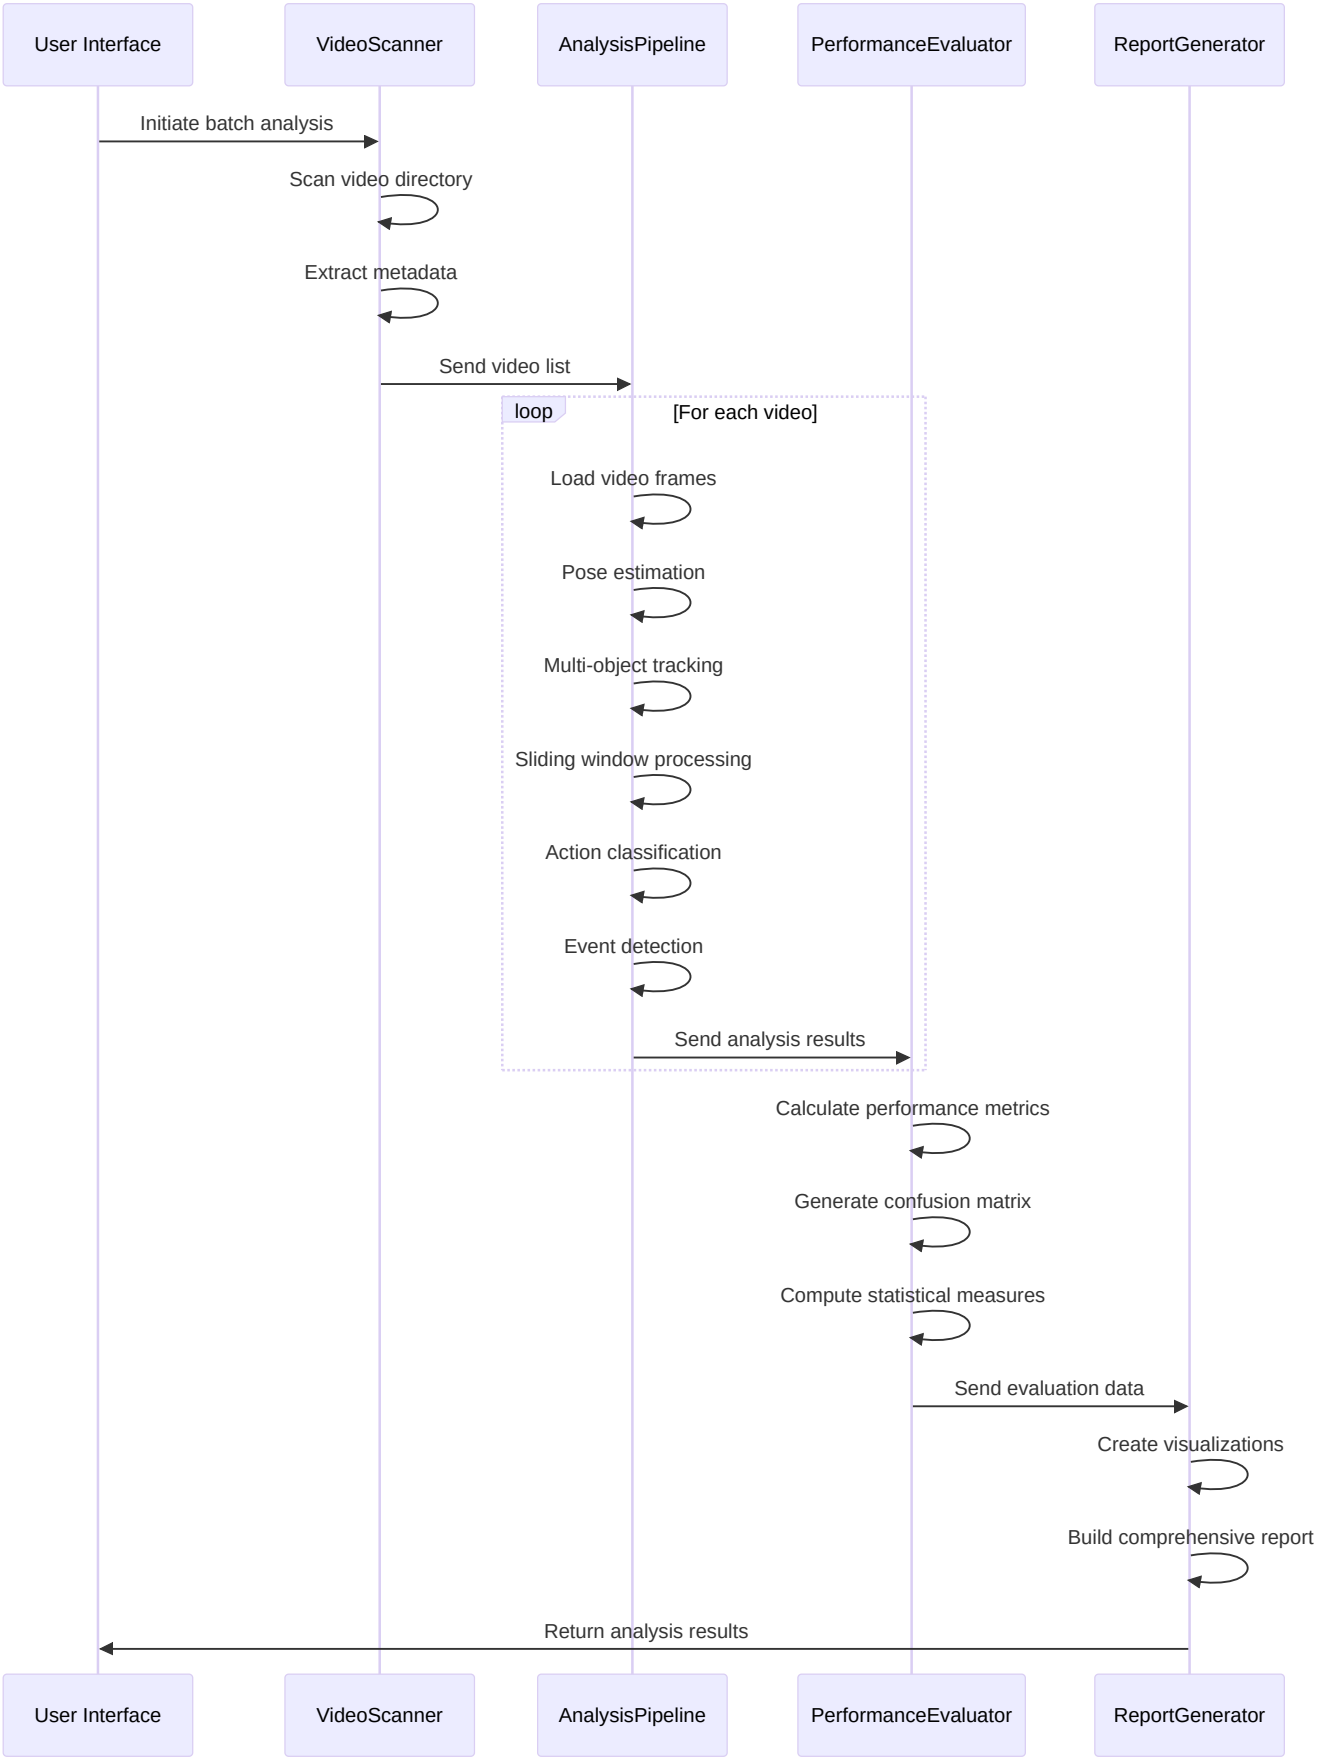 User Interface
VideoScanner
AnalysisPipeline
PerformanceEvaluator
ReportGenerator
Initiate batch analysis
Scan video directory
Extract metadata
Send video list
loop
[For each video]
Load video frames
Pose estimation
Multi-object tracking
Sliding window processing
Action classification
Event detection
Send analysis results
Calculate performance metrics
Generate confusion matrix
Compute statistical measures
Send evaluation data
Create visualizations
Build comprehensive report
Return analysis results
User Interface
VideoScanner
AnalysisPipeline
PerformanceEvaluator
ReportGenerator